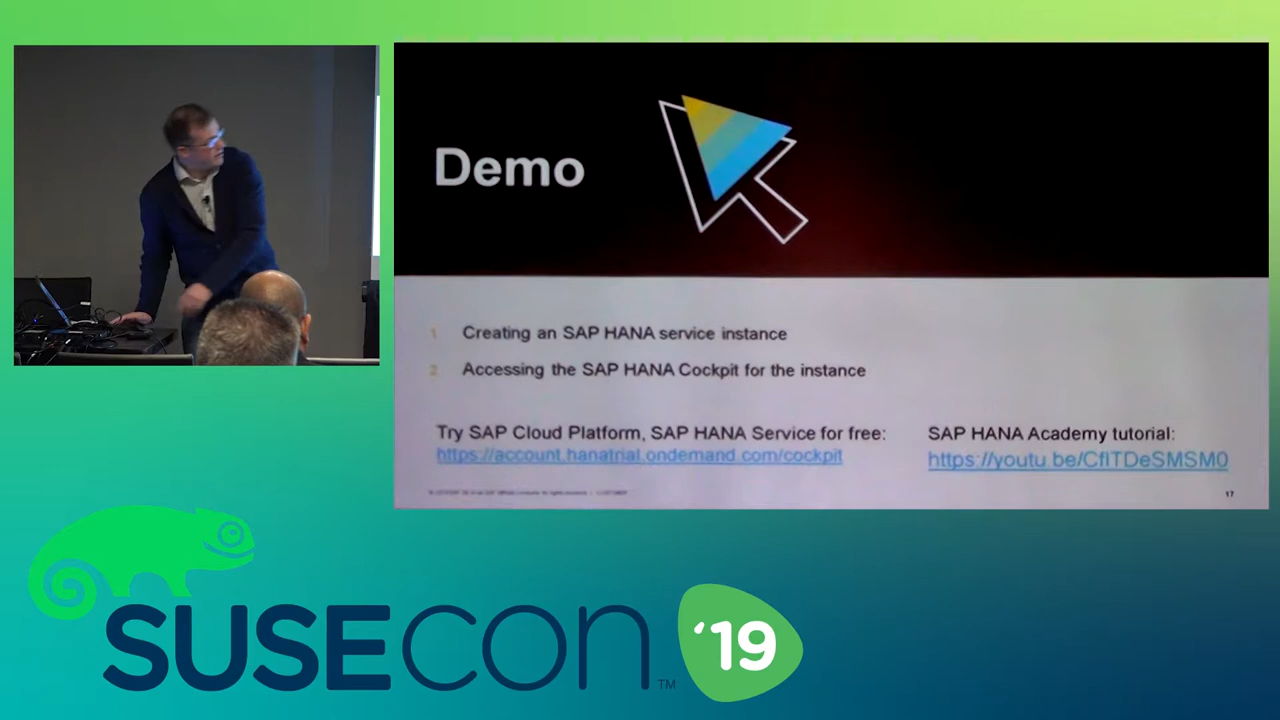 Demo
1 Creating an SAP HANA service instance
2 Accessing the SAP HANA Cockpit for the instance
Try SAP Cloud Platform, SAP HANA Service for free:
https://account.hanatrial.ondemand.com/cockpit
SAP HANA Academy tutorial:
https://youtu.be/CfITDeSMSM0
17
SUSECON™ '19